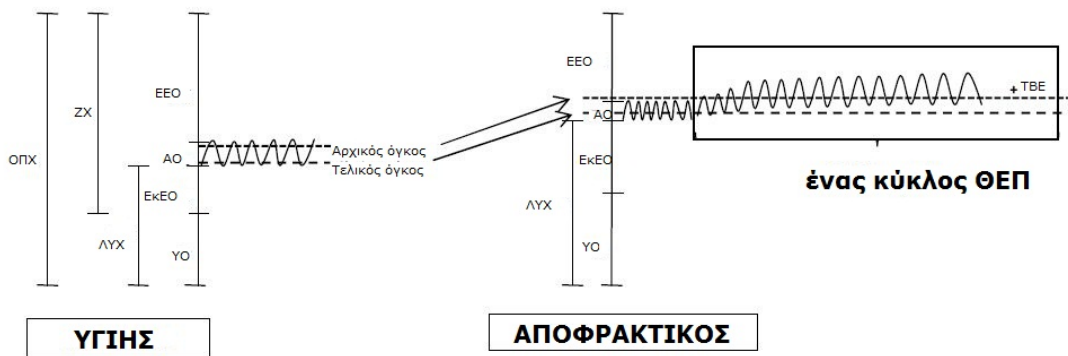 ΟΠΧ
ΖΧ
ΕΕΟ
ΑΟ
ΕκΕΟ
ΛΥΧ
ΥΟ
Αρχικός όγκος
Τελικός όγκος
ΥΓΙΗΣ
ΕΕΟ
ΑΟ
ΕκΕΟ
ΛΥΧ
ΥΟ
+ ΤΒΕ
ένας κύκλος ΘΕΠ
ΑΠΟΦΡΑΚΤΙΚΟΣ